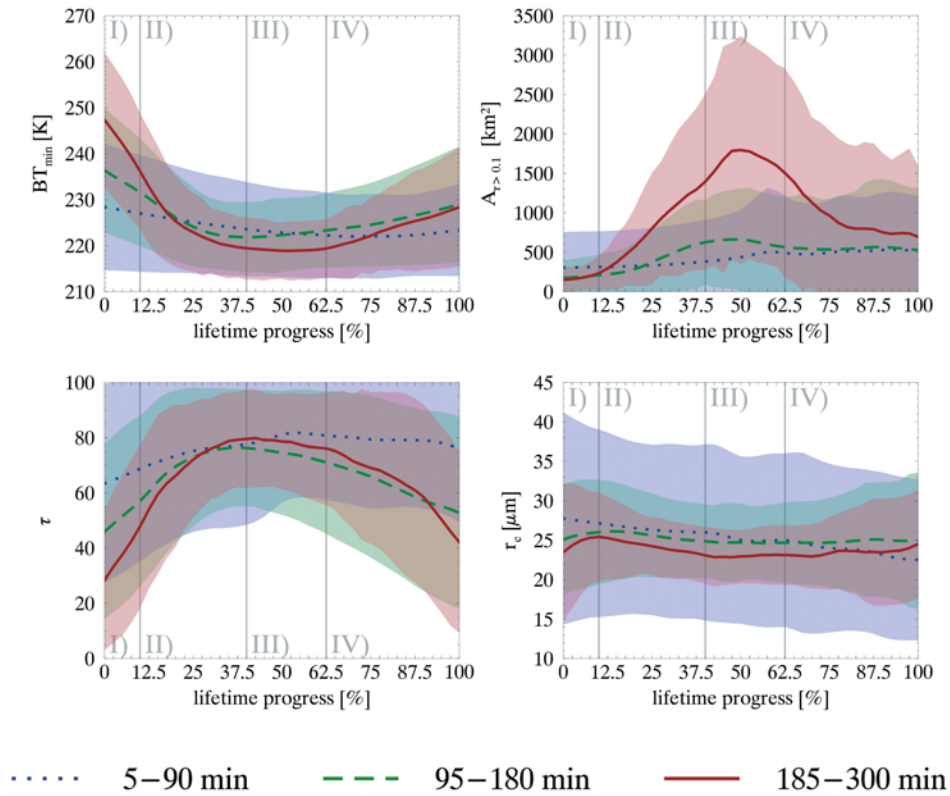 I) II) III) IV)
270
260
250
240
230
220
210
BT_min [K]
0 12.5 25 37.5 50 62.5 75 87.5 100
lifetime progress [%]
I) II) III) IV)
3500
3000
2500
2000
1500
1000
500
0
A_r> 0.1 [km²]
0 12.5 25 37.5 50 62.5 75 87.5 100
lifetime progress [%]
100
80
60
40
20
0
τ
I) II) III) IV)
0 12.5 25 37.5 50 62.5 75 87.5 100
lifetime progress [%]
I) II) III) IV)
45
40
35
30
25
20
15
10
r_e [μm]
0 12.5 25 37.5 50 62.5 75 87.5 100
lifetime progress [%]
5−90 min 95−180 min 185−300 min